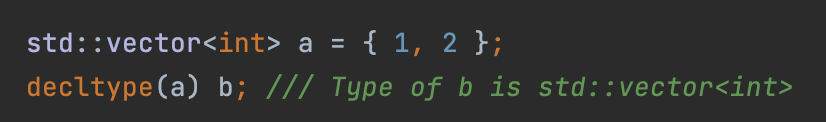 std::vector<int> a = { 1, 2 };
decltype(a) b; /// Type of b is std::vector<int>